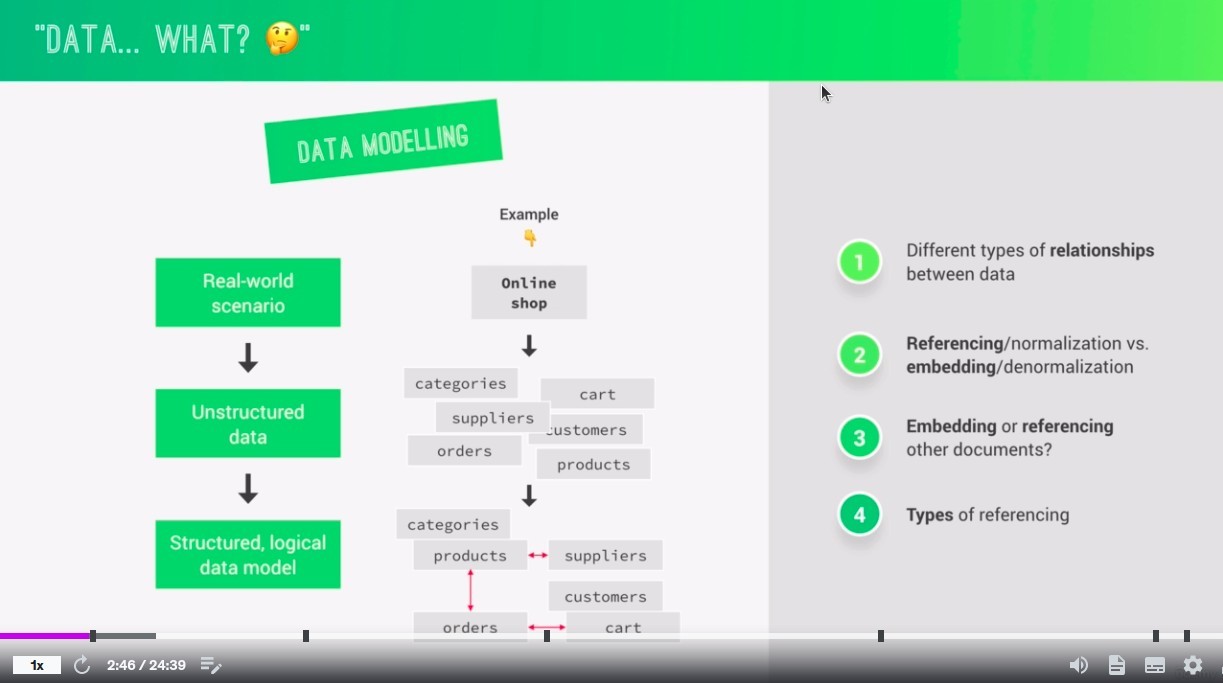 "DATA... WHAT? 🤔"
DATA MODELLING
Example
👇
Real-world
scenario
Unstructured
data
Structured, logical
data model
Online
shop
categories
cart
suppliers
customers
orders
products
categories
products
suppliers
customers
orders
cart
1
Different types of relationships
between data
2
Referencing/normalization vs.
embedding/denormalization
3
Embedding or referencing
other documents?
4
Types of referencing
1x
2:46 / 24:39